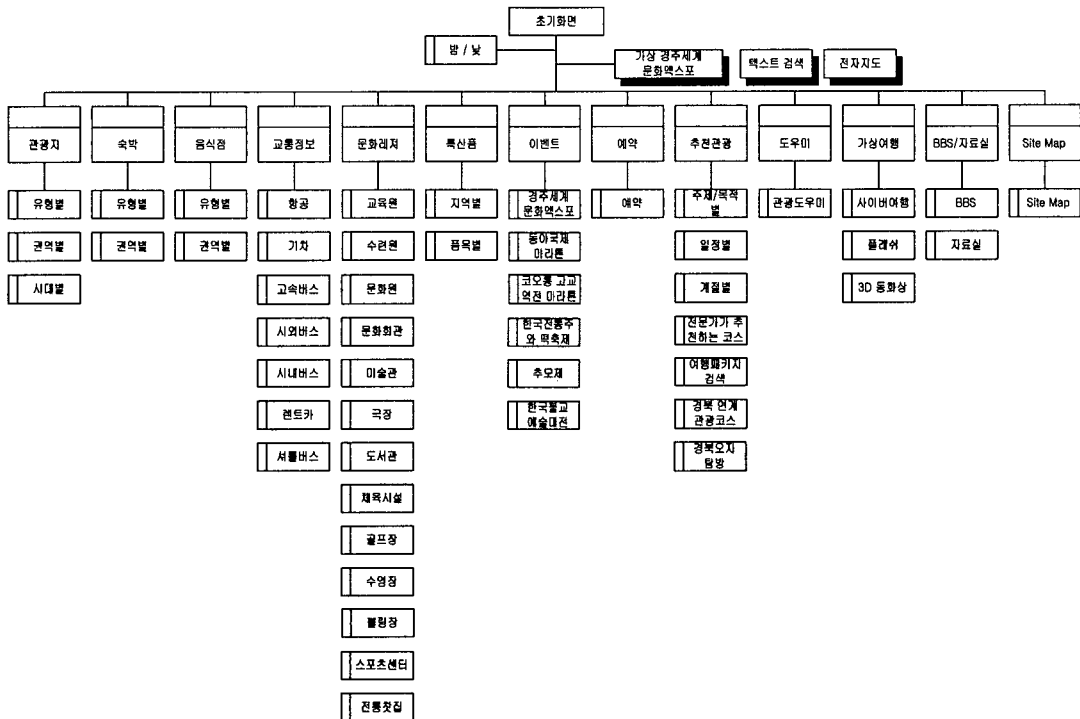 초기화면
밤 / 낮
가상 경주세계
문화엑스포
텍스트 검색
전자지도
관광지
숙박
음식점
교통정보
문화레져
특산품
이벤트
예약
추천관광
도우미
가상여행
BBS/자료실
Site Map
유형별
권역별
시대별
유형별
권역별
유형별
권역별
항공
기차
고속버스
시외버스
시내버스
렌트카
셔틀버스
교육원
수련원
문화원
문화회관
미술관
극장
도서관
체육시설
골프장
수영장
볼링장
스포츠센터
전통찻집
지역별
품목별
경주세계
문화엑스포
동아국제
마라톤
코오롱 고교
역전 마라톤
한국전통주
와 떡축제
추모제
한국불교
예술대전
예약
주제/목적
별
일정별
계절별
전문가가 추
천하는 코스
여행패키지
검색
경북 연계
관광코스
경북오지
탐방
관광도우미
사이버여행
플래쉬
3D 동화상
BBS
자료실
Site Map